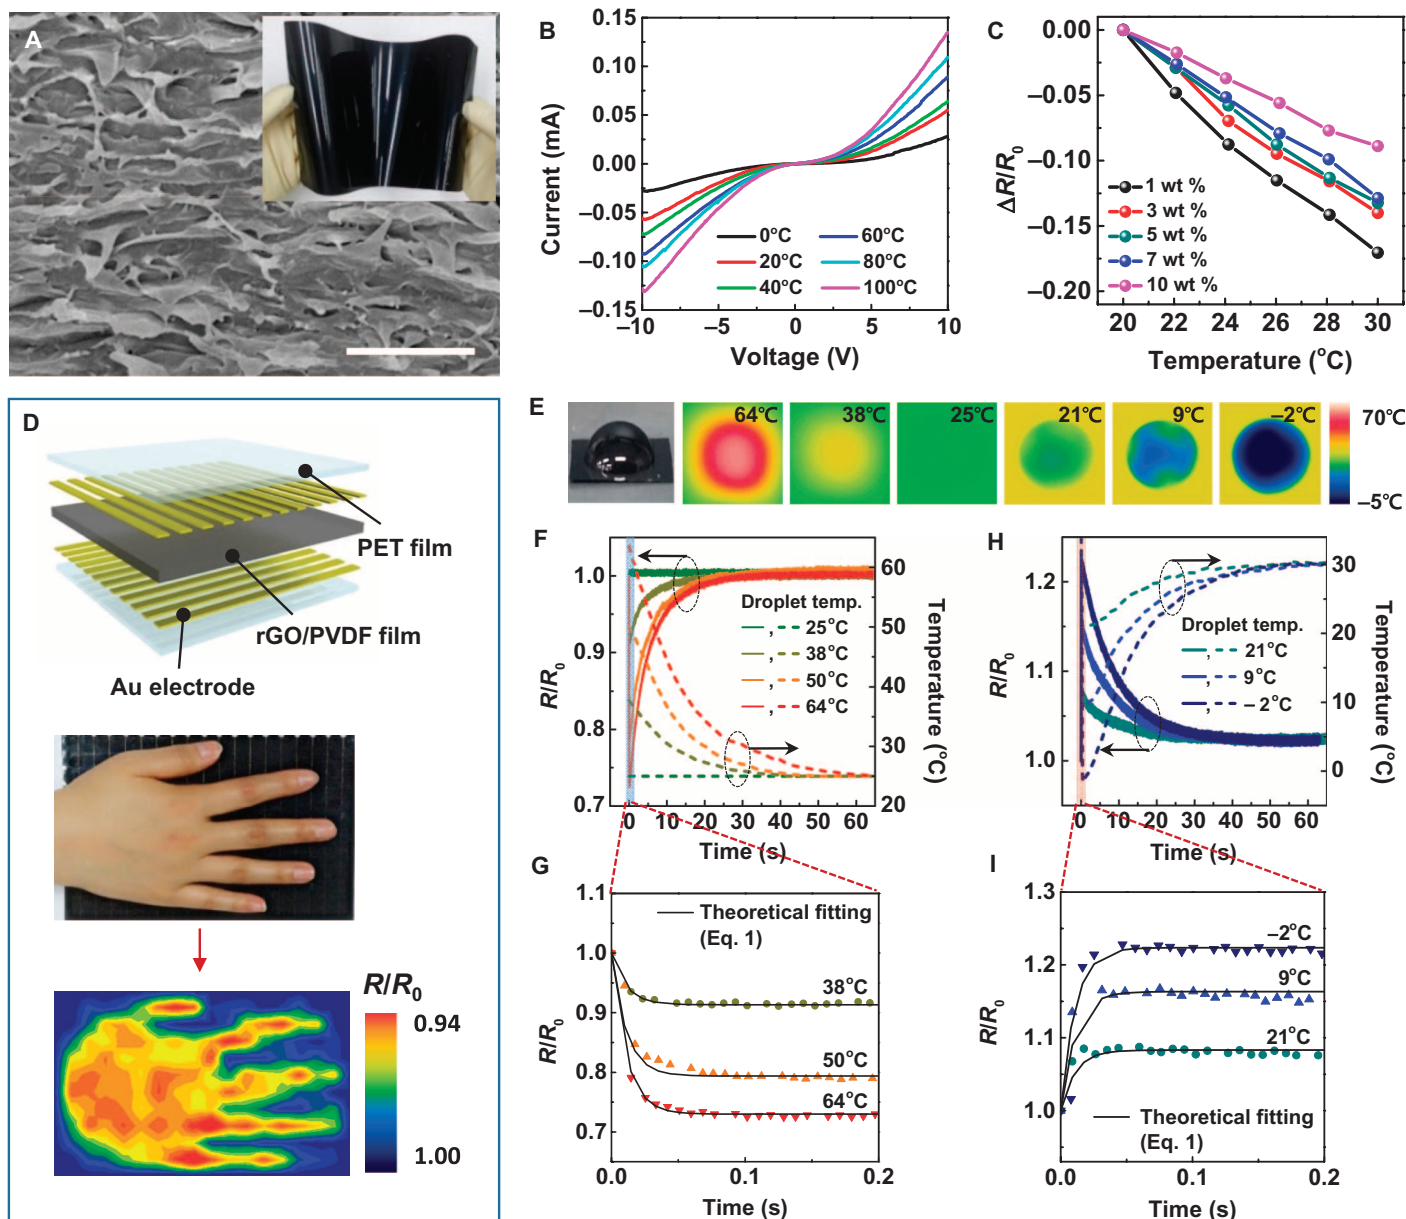 A
B
Current (mA)
0.15
0.10
0.05
0.00
−0.05
−0.10
−0.15
−10
−5
0
5
10
Voltage (V)
0°C
20°C
40°C
60°C
80°C
100°C
C
ΔR/R0
0.00
−0.05
−0.10
−0.15
−0.20
1 wt %
3 wt %
5 wt %
7 wt %
10 wt %
20
22
24
26
28
30
Temperature (°C)
D
PET film
rGO/PVDF film
Au electrode
R/R0
0.94
1.00
E
64℃
38℃
25℃
21℃
9℃
−2℃
70℃
−5℃
F
R/R0
1.0
0.9
0.8
0.7
Droplet temp.
, 25°C
, 38°C
, 50°C
, 64°C
60
50
40
30
20
Temperature (°C)
0
10
20
30
40
50
60
Time (s)
H
R/R0
1.2
1.1
1.0
Droplet temp.
, 21°C
, 9°C
, − 2°C
30
20
10
0
Temperature (°C)
0
10
20
30
40
50
60
Time (s)
G
R/R0
1.1
1.0
0.9
0.8
0.7
Theoretical fitting
(Eq. 1)
38°C
50°C
64°C
0.0
0.1
0.2
Time (s)
I
R/R0
1.3
1.2
1.1
1.0
−2°C
9°C
21°C
Theoretical fitting
(Eq. 1)
0.0
0.1
0.2
Time (s)